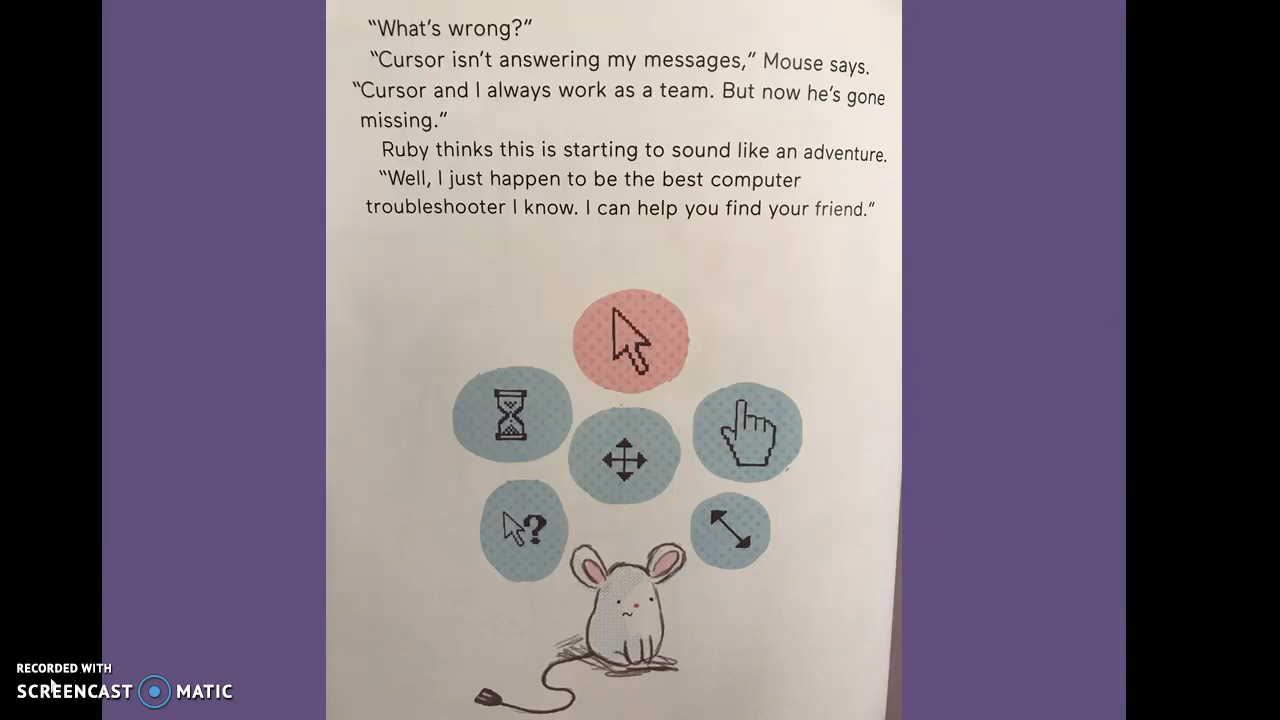 “What’s wrong?”
“Cursor isn’t answering my messages,” Mouse says.
“Cursor and I always work as a team. But now he’s gone
missing.”
Ruby thinks this is starting to sound like an adventure.
“Well, I just happen to be the best computer
troubleshooter I know. I can help you find your friend.”
?
RECORDED WITH
SCREENCAST MATIC